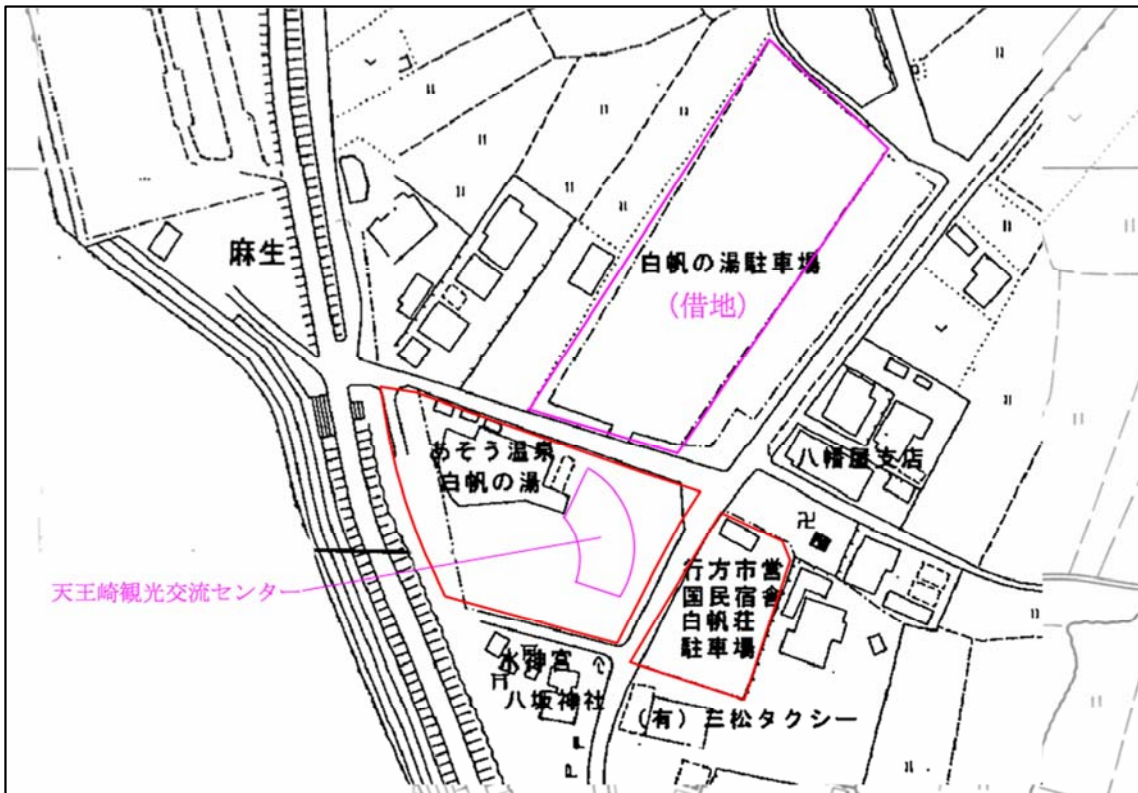 麻生
白帆の湯駐車場
(借地)
あそう温泉
白帆の湯
八幡屋支店
天王崎観光交流センター
行方市営
国民宿舎
白帆荘
駐車場
水神宮
八坂神社
(有)三松タクシー